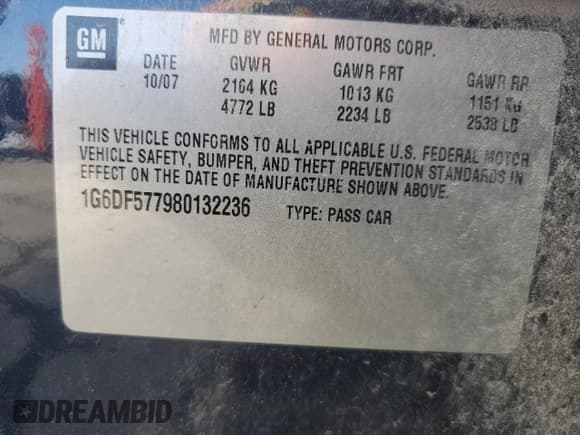 GM
MFD BY GENERAL MOTORS CORP.
DATE GVWR GAWR FRT GAWR RR
10/07 2164 KG 1013 KG 1151 KG
4772 LB 2234 LB 2538 LB
THIS VEHICLE CONFORMS TO ALL APPLICABLE U.S. FEDERAL MOTOR
VEHICLE SAFETY, BUMPER, AND THEFT PREVENTION STANDARDS IN
EFFECT ON THE DATE OF MANUFACTURE SHOWN ABOVE.
1G6DF577980132236 TYPE: PASS CAR
DREAMBID